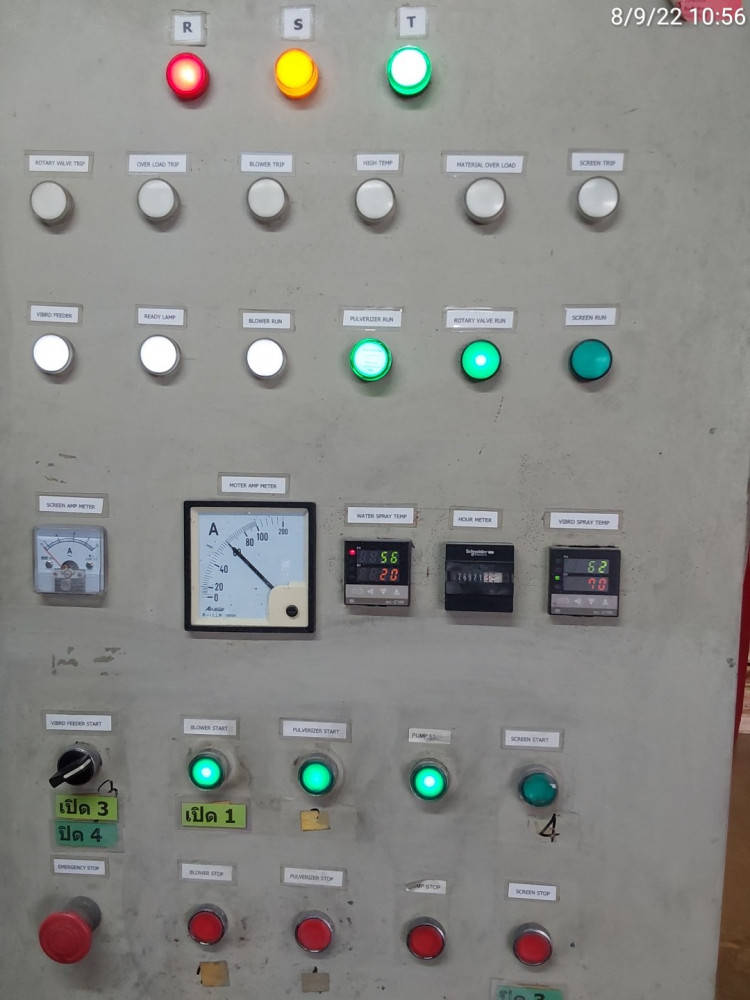 8/9/22 10:56
R
S
T
ROTARY VALVE TRIP
OVER LOAD TRIP
BLOWER TRIP
HIGH TEMP
MATERIAL OVER LOAD
SCREEN TRIP
VIBRO FEEDER
READY LAMP
BLOWER RUN
PULVERIZER RUN
ROTARY VALVE RUN
SCREEN RUN
SCREEN AMP METER
MOTER AMP METER
WATER SPRAY TEMP
HOUR METER
VIBRO SPRAY TEMP
A
A
0
20
40
60
80
100
200
56
20
Schneider
62
70
VIBRO FEEDER START
BLOWER START
PULVERIZER START
PUMP
SCREEN START
เปิด 3
ปิด 4
เปิด 1
4
EMERGENCY STOP
BLOWER STOP
PULVERIZER STOP
STOP
SCREEN STOP